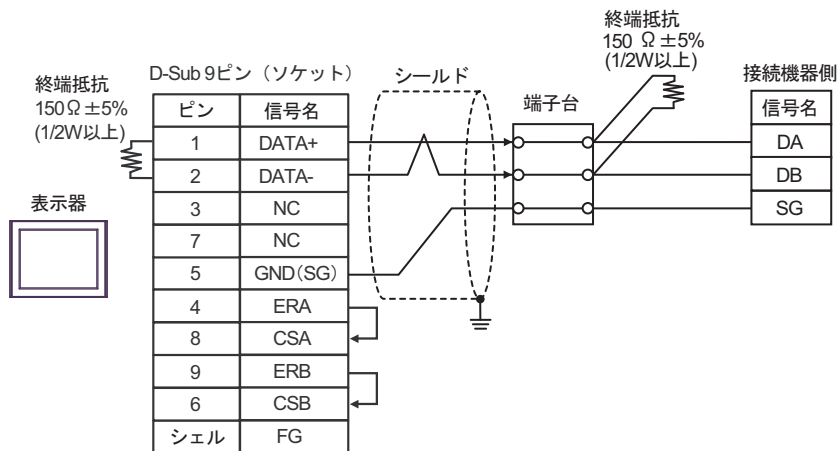 終端抵抗
150 Ω ±5%
(1/2W以上)
D-Sub 9ピン（ソケット）
シールド
接続機器側
終端抵抗
150Ω±5%
(1/2W以上)
端子台
ピン 信号名
信号名
1 DATA+
DA
2 DATA-
DB
表示器
3 NC
SG
7 NC
5 GND(SG)
4 ERA
8 CSA
9 ERB
6 CSB
シェル FG